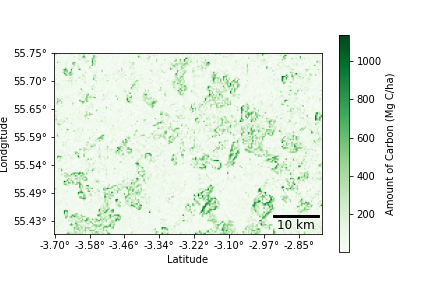 55.75°
55.70°
55.65°
55.59°
55.54°
55.49°
55.43°
Londgitude
-3.70° -3.58° -3.46° -3.34° -3.22° -3.10° -2.97° -2.85°
Latitude
10 km
1000
800
600
400
200
Amount of Carbon (Mg C/ha)